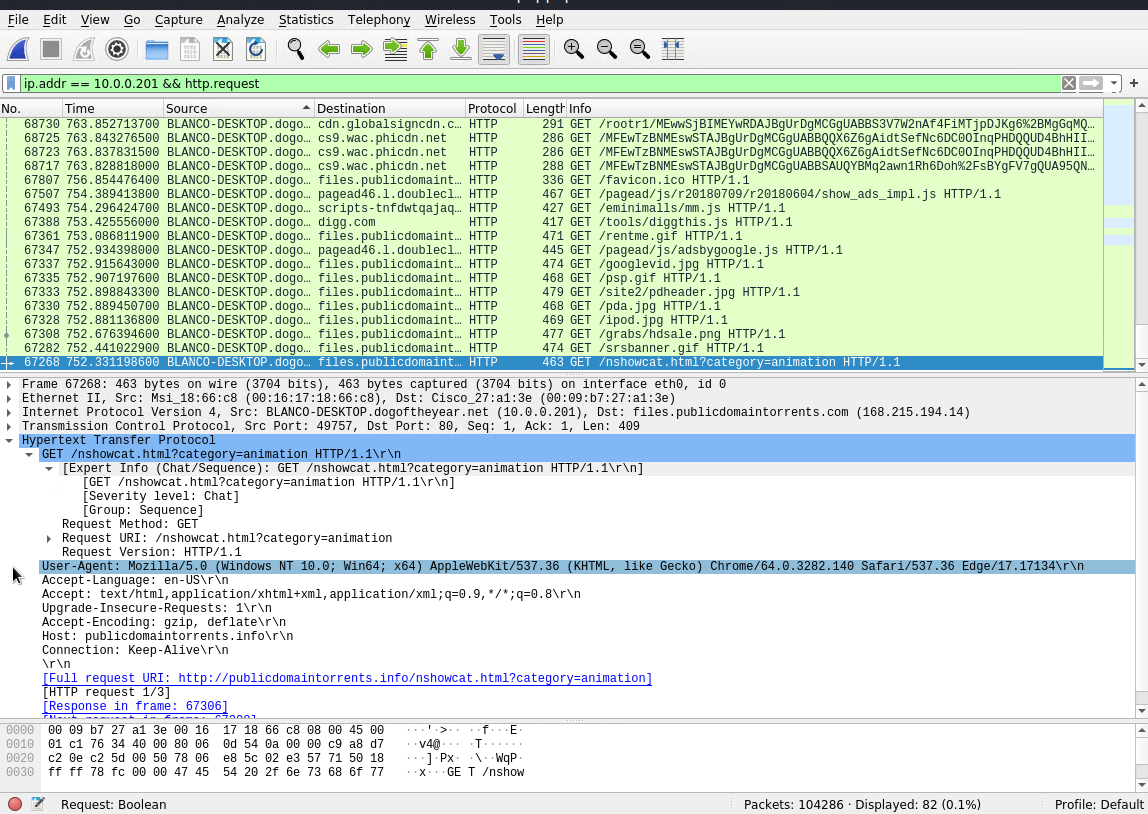 File Edit View Go Capture Analyze Statistics Telephony Wireless Tools Help
ip.addr == 10.0.0.201 && http.request
No. Time Source Destination Protocol Length Info
68730 763.852713700 BLANCO-DESKTOP.dogo… cdn.globalsigncdn.c… HTTP 291 GET /rootr1/MEwwSjBIMEYwRDAJBgUrDgMCGgUABBS3V7W2nAf4FiMTjpDJKg6%2BMgGqMQ…
68725 763.843276500 BLANCO-DESKTOP.dogo… cs9.wac.phicdn.net HTTP 286 GET /MFEwTzBNMEswSTAJBgUrDgMCGgUABBQQX6Z6gAidtSefNc6DC0OInqPHDQQUD4BhHII…
68723 763.837831500 BLANCO-DESKTOP.dogo… cs9.wac.phicdn.net HTTP 286 GET /MFEwTzBNMEswSTAJBgUrDgMCGgUABBQQX6Z6gAidtSefNc6DC0OInqPHDQQUD4BhHII…
68717 763.828818000 BLANCO-DESKTOP.dogo… cs9.wac.phicdn.net HTTP 288 GET /MFEwTzBNMEswSTAJBgUrDgMCGgUABBSAUQYBMq2awn1Rh6Doh%2FsBYgFV7gQUA95QN…
67807 756.854476400 BLANCO-DESKTOP.dogo… files.publicdomaint… HTTP 336 GET /favicon.ico HTTP/1.1
67507 754.389413800 BLANCO-DESKTOP.dogo… pagead46.l.doublecl… HTTP 467 GET /pagead/js/r20180709/r20180604/show_ads_impl.js HTTP/1.1
67493 754.296424700 BLANCO-DESKTOP.dogo… scripts-tnfdwtqajaq… HTTP 427 GET /eminimalls/mm.js HTTP/1.1
67388 753.425556000 BLANCO-DESKTOP.dogo… digg.com HTTP 417 GET /tools/diggthis.js HTTP/1.1
67361 753.086811900 BLANCO-DESKTOP.dogo… files.publicdomaint… HTTP 471 GET /rentme.gif HTTP/1.1
67347 752.934398000 BLANCO-DESKTOP.dogo… pagead46.l.doublecl… HTTP 445 GET /pagead/js/adsbygoogle.js HTTP/1.1
67337 752.915643000 BLANCO-DESKTOP.dogo… files.publicdomaint… HTTP 474 GET /googlevid.jpg HTTP/1.1
67335 752.907197600 BLANCO-DESKTOP.dogo… files.publicdomaint… HTTP 468 GET /psp.gif HTTP/1.1
67333 752.898843300 BLANCO-DESKTOP.dogo… files.publicdomaint… HTTP 479 GET /site2/pdheader.jpg HTTP/1.1
67330 752.889450700 BLANCO-DESKTOP.dogo… files.publicdomaint… HTTP 468 GET /pda.jpg HTTP/1.1
67328 752.881136800 BLANCO-DESKTOP.dogo… files.publicdomaint… HTTP 469 GET /ipod.jpg HTTP/1.1
67308 752.676394600 BLANCO-DESKTOP.dogo… files.publicdomaint… HTTP 477 GET /grabs/hdsale.png HTTP/1.1
67282 752.441022900 BLANCO-DESKTOP.dogo… files.publicdomaint… HTTP 474 GET /srsbanner.gif HTTP/1.1
67268 752.331198600 BLANCO-DESKTOP.dogo… files.publicdomaint… HTTP 463 GET /nshowcat.html?category=animation HTTP/1.1
Frame 67268: 463 bytes on wire (3704 bits), 463 bytes captured (3704 bits) on interface eth0, id 0
Ethernet II, Src: Msi_18:66:c8 (00:16:17:18:66:c8), Dst: Cisco_27:a1:3e (00:09:b7:27:a1:3e)
Internet Protocol Version 4, Src: BLANCO-DESKTOP.dogoftheyear.net (10.0.0.201), Dst: files.publicdomaintorrents.com (168.215.194.14)
Transmission Control Protocol, Src Port: 49757, Dst Port: 80, Seq: 1, Ack: 1, Len: 409
Hypertext Transfer Protocol
GET /nshowcat.html?category=animation HTTP/1.1\r\n
[Expert Info (Chat/Sequence): GET /nshowcat.html?category=animation HTTP/1.1\r\n]
[GET /nshowcat.html?category=animation HTTP/1.1\r\n]
[Severity level: Chat]
[Group: Sequence]
Request Method: GET
Request URI: /nshowcat.html?category=animation
Request Version: HTTP/1.1
User-Agent: Mozilla/5.0 (Windows NT 10.0; Win64; x64) AppleWebKit/537.36 (KHTML, like Gecko) Chrome/64.0.3282.140 Safari/537.36 Edge/17.17134\r\n
Accept-Language: en-US\r\n
Accept: text/html,application/xhtml+xml,application/xml;q=0.9,*/*;q=0.8\r\n
Upgrade-Insecure-Requests: 1\r\n
Accept-Encoding: gzip, deflate\r\n
Host: publicdomaintorrents.info\r\n
Connection: Keep-Alive\r\n
\r\n
[Full request URI: http://publicdomaintorrents.info/nshowcat.html?category=animation]
[HTTP request 1/3]
[Response in frame: 67306]
0000 00 09 b7 27 a1 3e 00 16 17 18 66 c8 08 00 45 00 ···'·>·· ··f···E·
0010 01 c1 76 34 40 00 80 06 0d 54 0a 00 00 c9 a8 d7 ··v4@··· ·T······
0020 c2 0e c2 5d 00 50 78 06 e8 5c 02 e3 57 71 50 18 ···]·Px· ·\··WqP·
0030 ff ff 78 fc 00 00 47 45 54 20 2f 6e 73 68 6f 77 ··x···GE T /nshow
Request: Boolean Packets: 104286 · Displayed: 82 (0.1%) Profile: Default